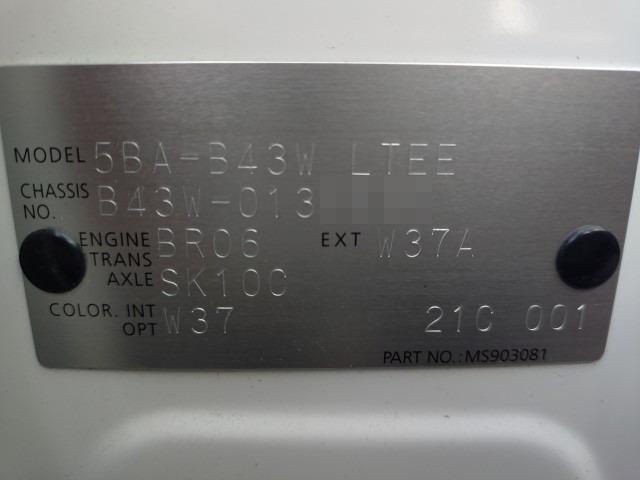 MODEL 5BA-B43W LTEE
CHASSIS NO. B43W-013
ENGINE BR06 EXT W37A
TRANS AXLE SK10C
COLOR. INT W37 21C 001
OPT
PART NO.:MS903081